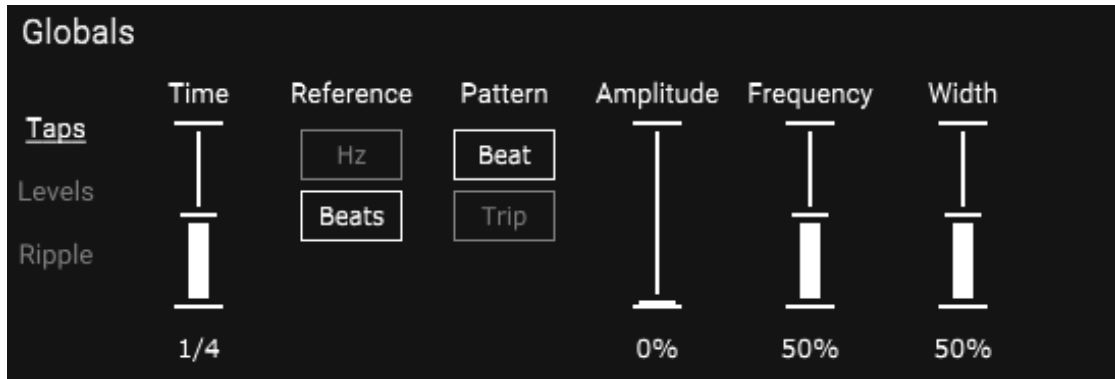 Globals
Time Reference Pattern Amplitude Frequency Width
Taps
Hz Beat
Levels
Beats Trip
Ripple
1/4 0% 50% 50%